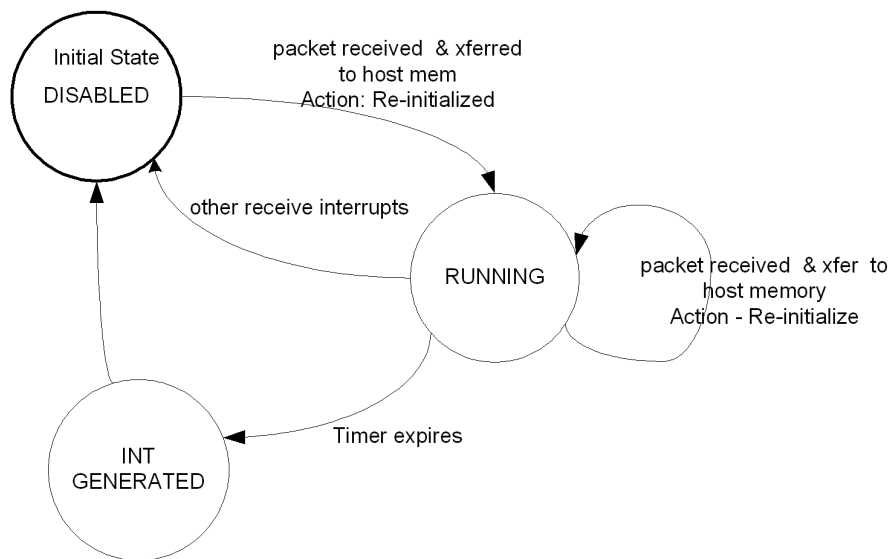 Initial State
DISABLED
packet received & xferred
to host mem
Action: Re-initialized
other receive interrupts
RUNNING
packet received & xfer to
host memory
Action - Re-initialize
Timer expires
INT
GENERATED